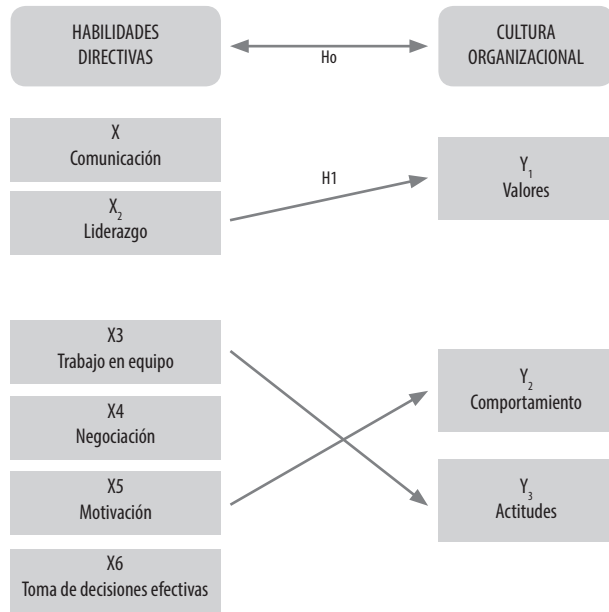 HABILIDADES
DIRECTIVAS
Ho
CULTURA
ORGANIZACIONAL
X
Comunicación
X₂
Liderazgo
H1
Y₁
Valores
X3
Trabajo en equipo
X4
Negociación
X5
Motivación
X6
Toma de decisiones efectivas
Y₂
Comportamiento
Y₃
Actitudes